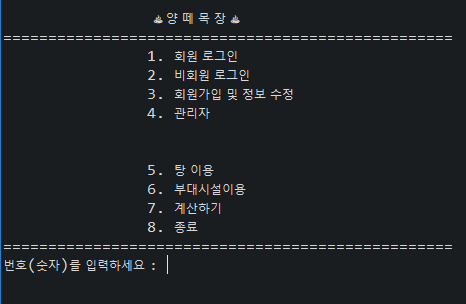 ♨양 떼 목 장♨
==================================================
1. 회원 로그인
2. 비회원 로그인
3. 회원가입 및 정보 수정
4. 관리자
5. 탕 이용
6. 부대시설이용
7. 계산하기
8. 종료
==================================================
번호(숫자)를 입력하세요 :